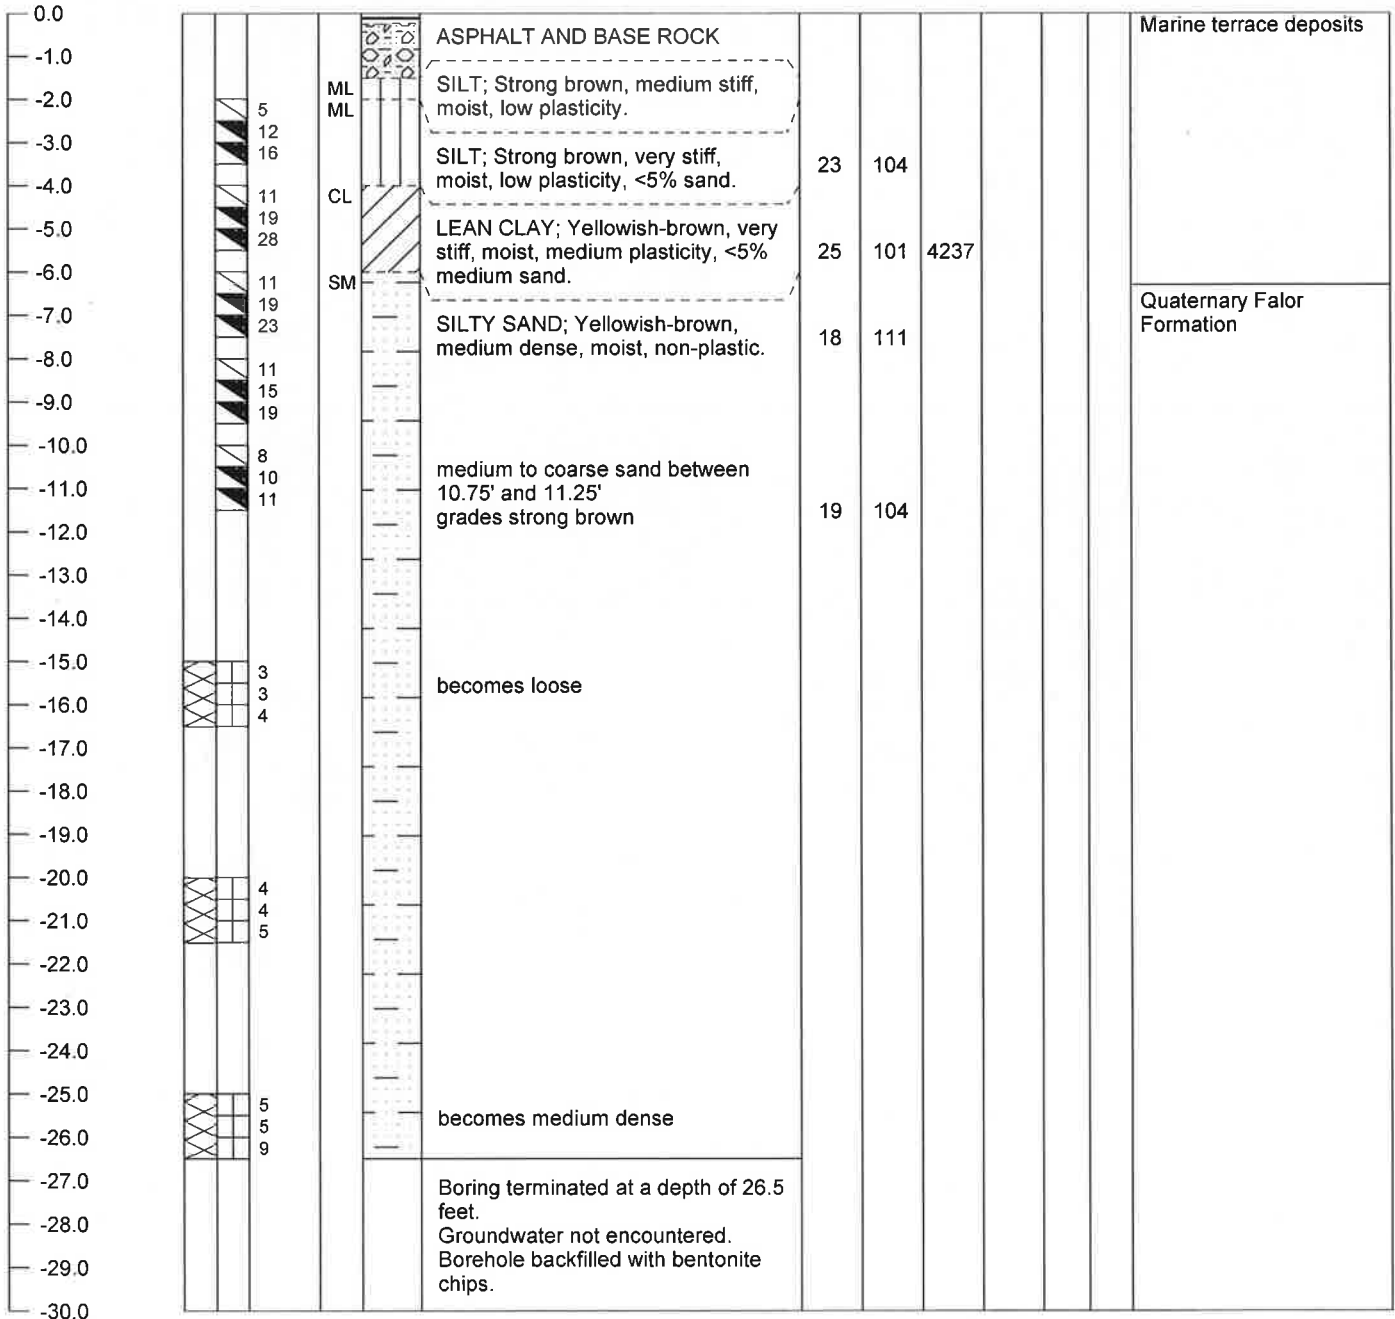 0.0
Marine terrace deposits
ASPHALT AND BASE ROCK
-1.0
SILT; Strong brown, medium stiff,
moist, low plasticity.
ML
-2.0
ML
5
12
-3.0
16
SILT; Strong brown, very stiff,
moist, low plasticity, <5% sand.
23 104
-4.0
CL
11
19
-5.0
28
LEAN CLAY; Yellowish-brown, very
stiff, moist, medium plasticity, <5%
medium sand.
25 101 4237
-6.0
SM
11
19
-7.0
23
Quaternary Falor
Formation
SILTY SAND; Yellowish-brown,
medium dense, moist, non-plastic.
18 111
-8.0
11
15
-9.0
19
-10.0
8
10
-11.0
11
medium to coarse sand between
10.75' and 11.25'
grades strong brown
19 104
-12.0
-13.0
-14.0
-15.0
3
3
becomes loose
-16.0
4
-17.0
-18.0
-19.0
-20.0
4
4
-21.0
5
-22.0
-23.0
-24.0
-25.0
5
5
becomes medium dense
-26.0
9
-27.0
Boring terminated at a depth of 26.5
feet.
-28.0
Groundwater not encountered.
Borehole backfilled with bentonite
chips.
-29.0
-30.0